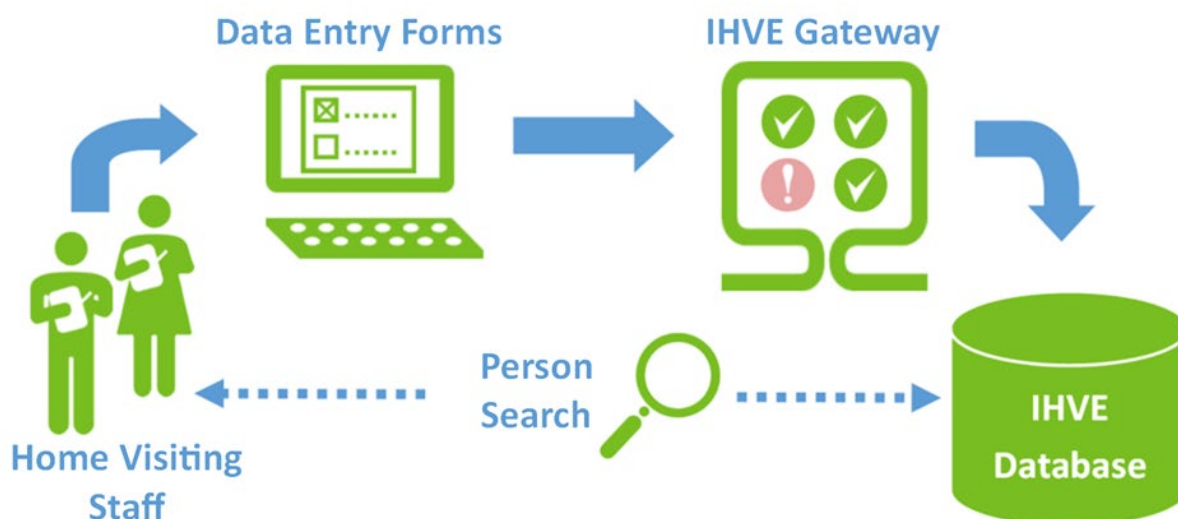 Data Entry Forms
IHVE Gateway
Person
Search
Home Visiting
Staff
IHVE
Database